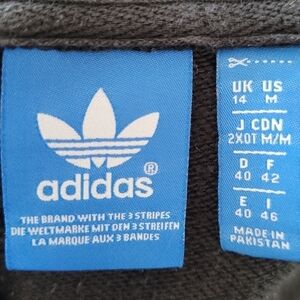 adidas®
THE BRAND WITH THE 3 STRIPES
DIE WELTMARKE MIT DEN 3 STREIFEN
LA MARQUE AUX 3 BANDES
UK US
14 M
J CDN
2XOT M/M
D F
40 42
E I
40 46
MADE IN
PAKISTAN